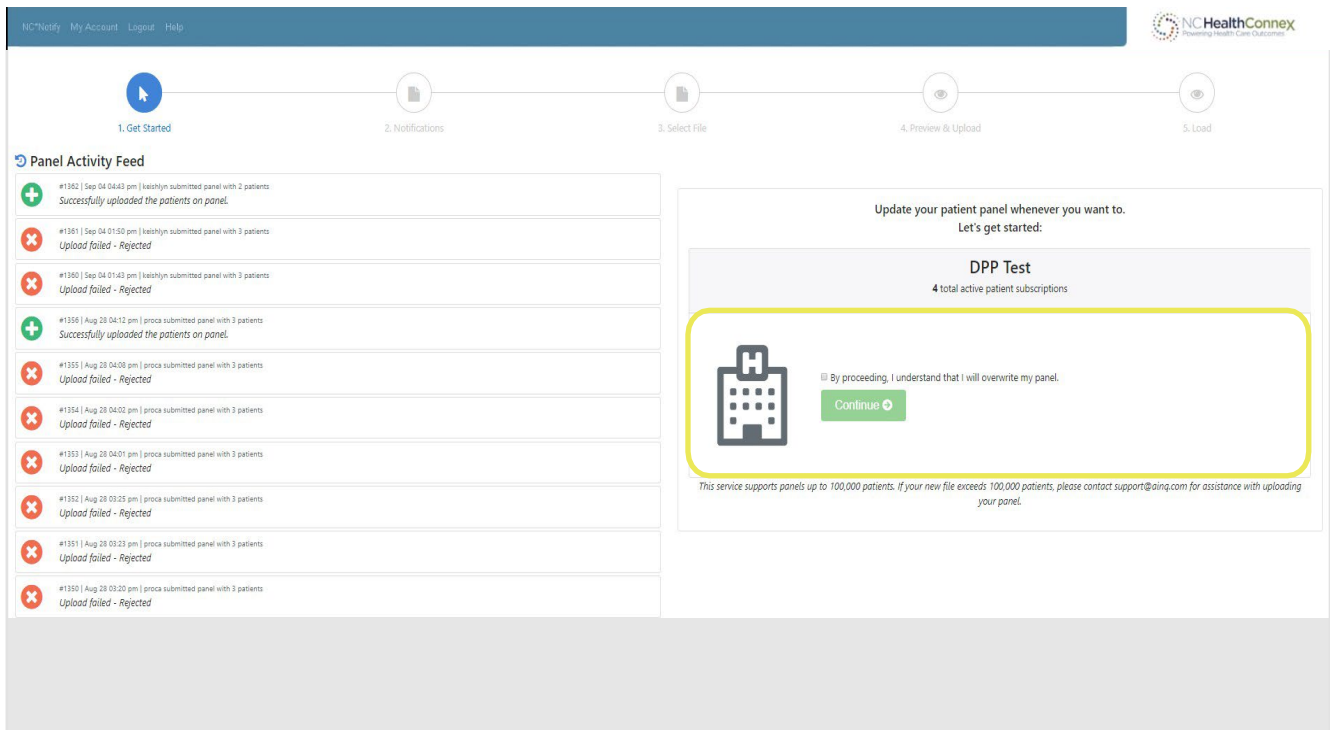 NC*Notify My Account Logout Help
NCHealthConnex
Powering Health Care Outcomes
1. Get Started
2. Notifications
3. Select File
4. Preview & Upload
5. Load
Panel Activity Feed
#1362 | Sep 04 04:43 pm | keishlyn submitted panel with 2 patients
Successfully uploaded the patients on panel.
#1361 | Sep 04 01:50 pm | keishlyn submitted panel with 3 patients
Upload failed - Rejected
#1360 | Sep 04 01:43 pm | keishlyn submitted panel with 3 patients
Upload failed - Rejected
#1356 | Aug 28 04:12 pm | proca submitted panel with 3 patients
Successfully uploaded the patients on panel.
#1355 | Aug 28 04:08 pm | proca submitted panel with 3 patients
Upload failed - Rejected
#1354 | Aug 28 04:02 pm | proca submitted panel with 3 patients
Upload failed - Rejected
#1353 | Aug 28 04:01 pm | proca submitted panel with 3 patients
Upload failed - Rejected
#1352 | Aug 28 03:25 pm | proca submitted panel with 3 patients
Upload failed - Rejected
#1351 | Aug 28 03:23 pm | proca submitted panel with 3 patients
Upload failed - Rejected
#1350 | Aug 28 03:20 pm | proca submitted panel with 3 patients
Upload failed - Rejected
Update your patient panel whenever you want to.
Let's get started:
DPP Test
4 total active patient subscriptions
H
By proceeding, I understand that I will overwrite my panel.
Continue
This service supports panels up to 100,000 patients. If your new file exceeds 100,000 patients, please contact support@ainq.com for assistance with uploading
your panel.